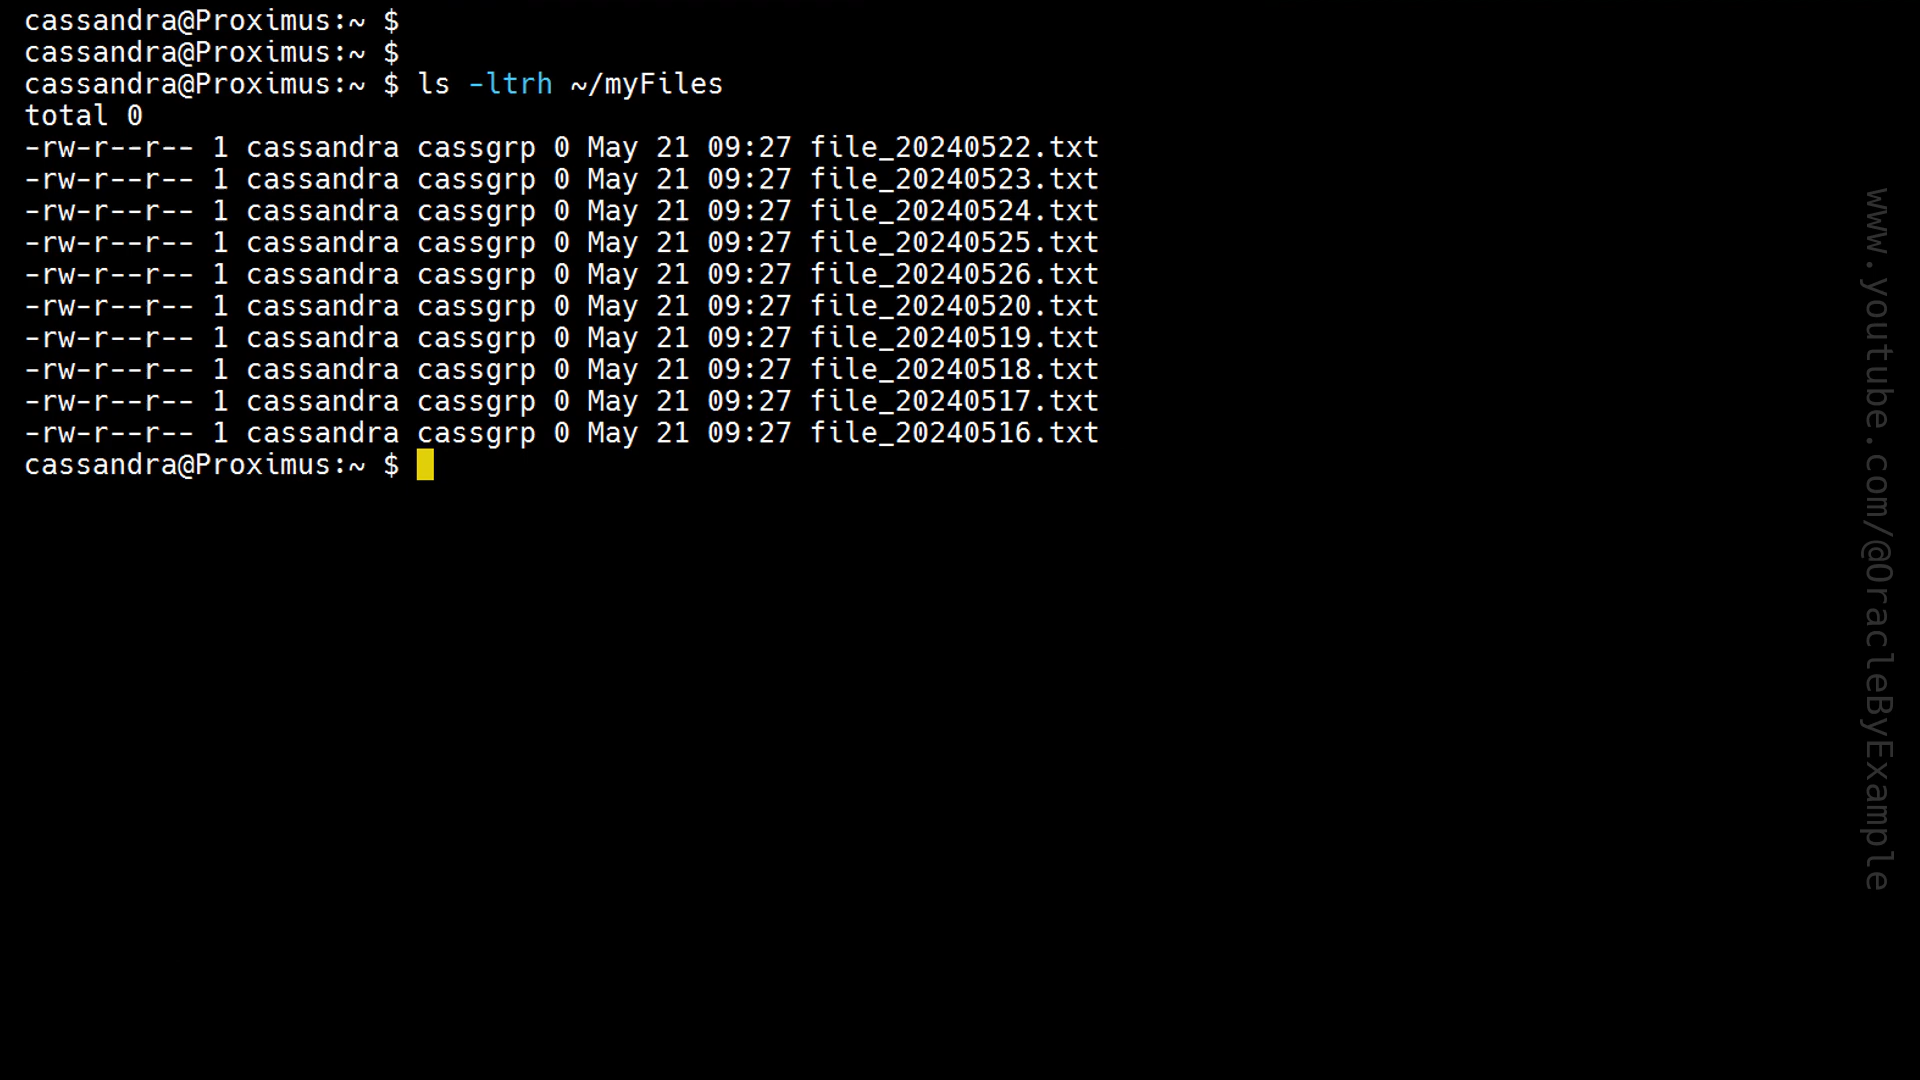 cassandra@Proximus:~ $
cassandra@Proximus:~ $
cassandra@Proximus:~ $ ls -ltrh ~/myFiles
total 0
-rw-r--r-- 1 cassandra cassgrp 0 May 21 09:27 file_20240522.txt
-rw-r--r-- 1 cassandra cassgrp 0 May 21 09:27 file_20240523.txt
-rw-r--r-- 1 cassandra cassgrp 0 May 21 09:27 file_20240524.txt
-rw-r--r-- 1 cassandra cassgrp 0 May 21 09:27 file_20240525.txt
-rw-r--r-- 1 cassandra cassgrp 0 May 21 09:27 file_20240526.txt
-rw-r--r-- 1 cassandra cassgrp 0 May 21 09:27 file_20240520.txt
-rw-r--r-- 1 cassandra cassgrp 0 May 21 09:27 file_20240519.txt
-rw-r--r-- 1 cassandra cassgrp 0 May 21 09:27 file_20240518.txt
-rw-r--r-- 1 cassandra cassgrp 0 May 21 09:27 file_20240517.txt
-rw-r--r-- 1 cassandra cassgrp 0 May 21 09:27 file_20240516.txt
cassandra@Proximus:~ $
www.youtube.com/@OracleByExample